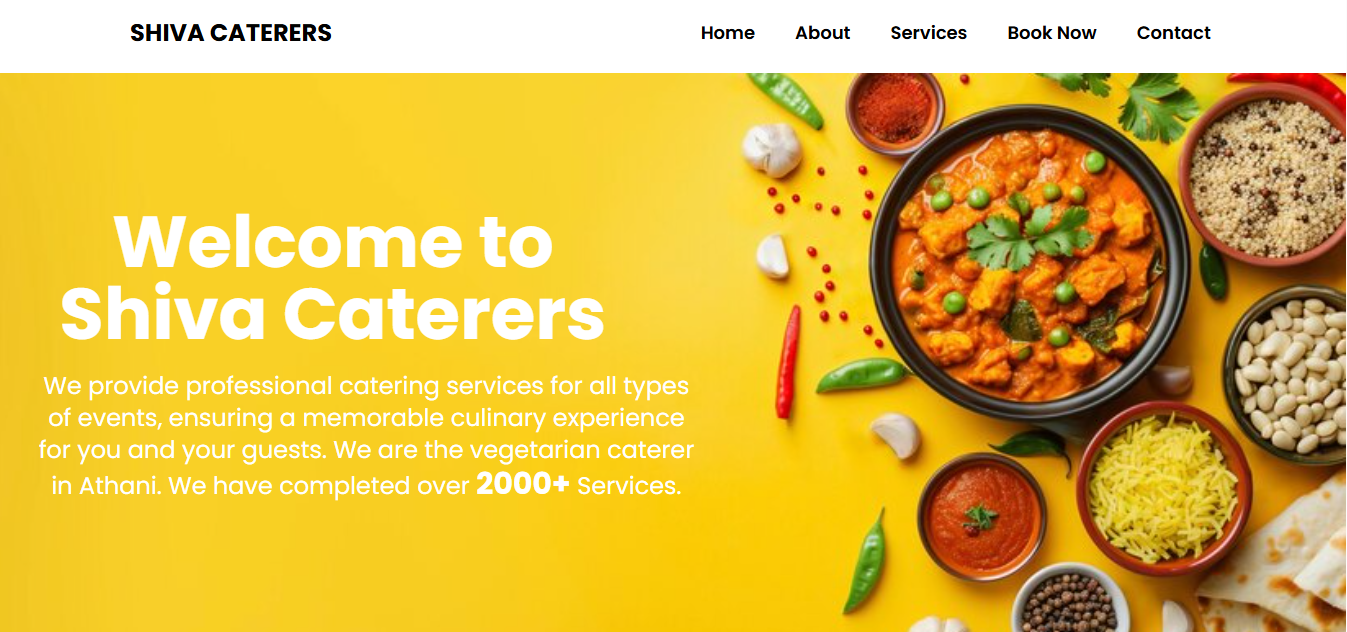 SHIVA CATERERS
Home About Services Book Now Contact
Welcome to
Shiva Caterers
We provide professional catering services for all types
of events, ensuring a memorable culinary experience
for you and your guests. We are the vegetarian caterer
in Athani. We have completed over 2000+ Services.